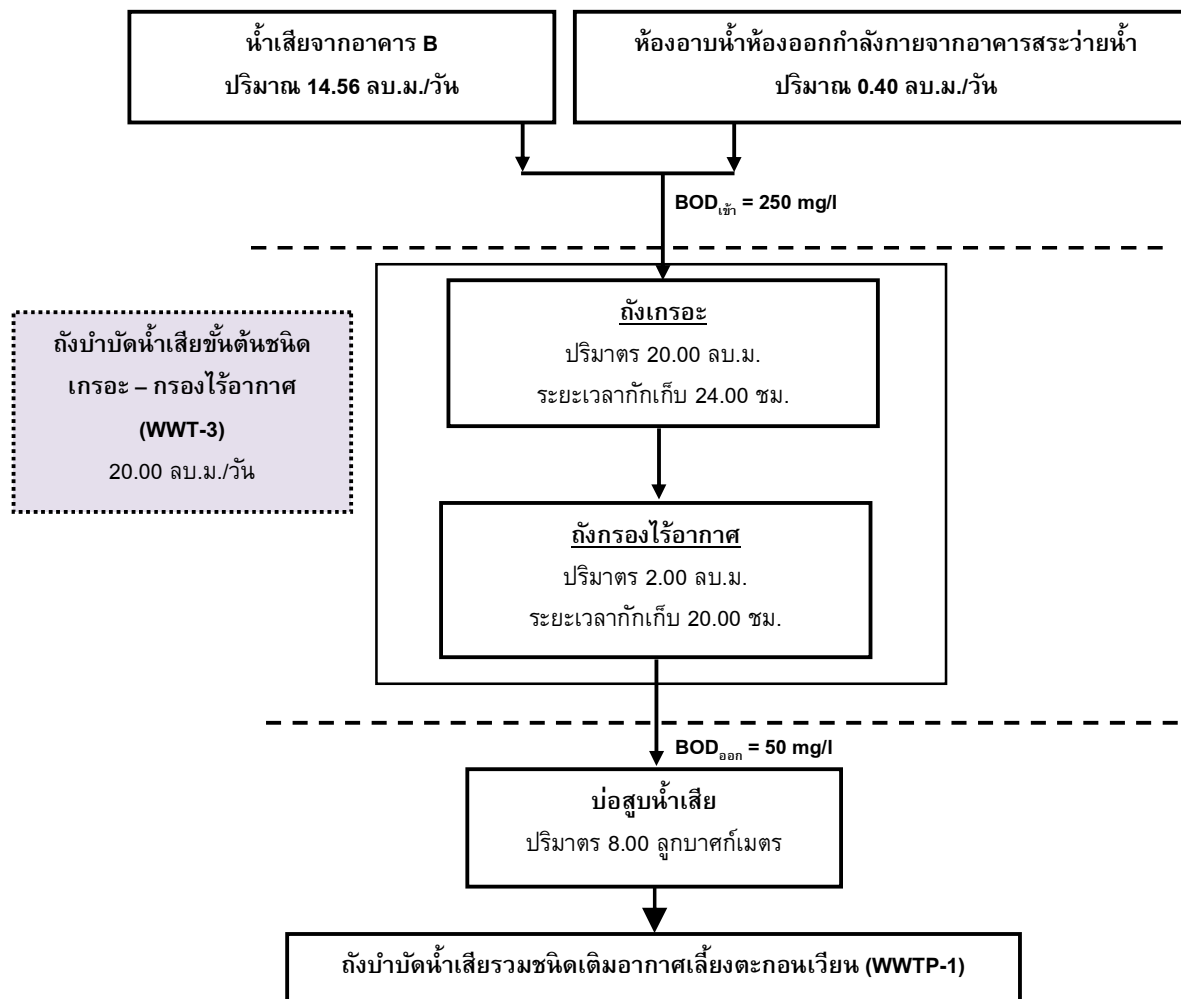 น้ำเสียจากอาคาร B
ปริมาณ 14.56 ลบ.ม./วัน
ห้องอาบน้ำห้องออกกำลังกายจากอาคารสระว่ายน้ำ
ปริมาณ 0.40 ลบ.ม./วัน
BODเข้า = 250 mg/l
ถังบำบัดน้ำเสียขั้นต้นชนิด
เกรอะ – กรองไร้อากาศ
(WWT-3)
20.00 ลบ.ม./วัน
ถังเกรอะ
ปริมาตร 20.00 ลบ.ม.
ระยะเวลากักเก็บ 24.00 ชม.
ถังกรองไร้อากาศ
ปริมาตร 2.00 ลบ.ม.
ระยะเวลากักเก็บ 20.00 ชม.
BODออก = 50 mg/l
บ่อสูบน้ำเสีย
ปริมาตร 8.00 ลูกบาศก์เมตร
ถังบำบัดน้ำเสียรวมชนิดเติมอากาศเลี้ยงตะกอนเวียน (WWTP-1)